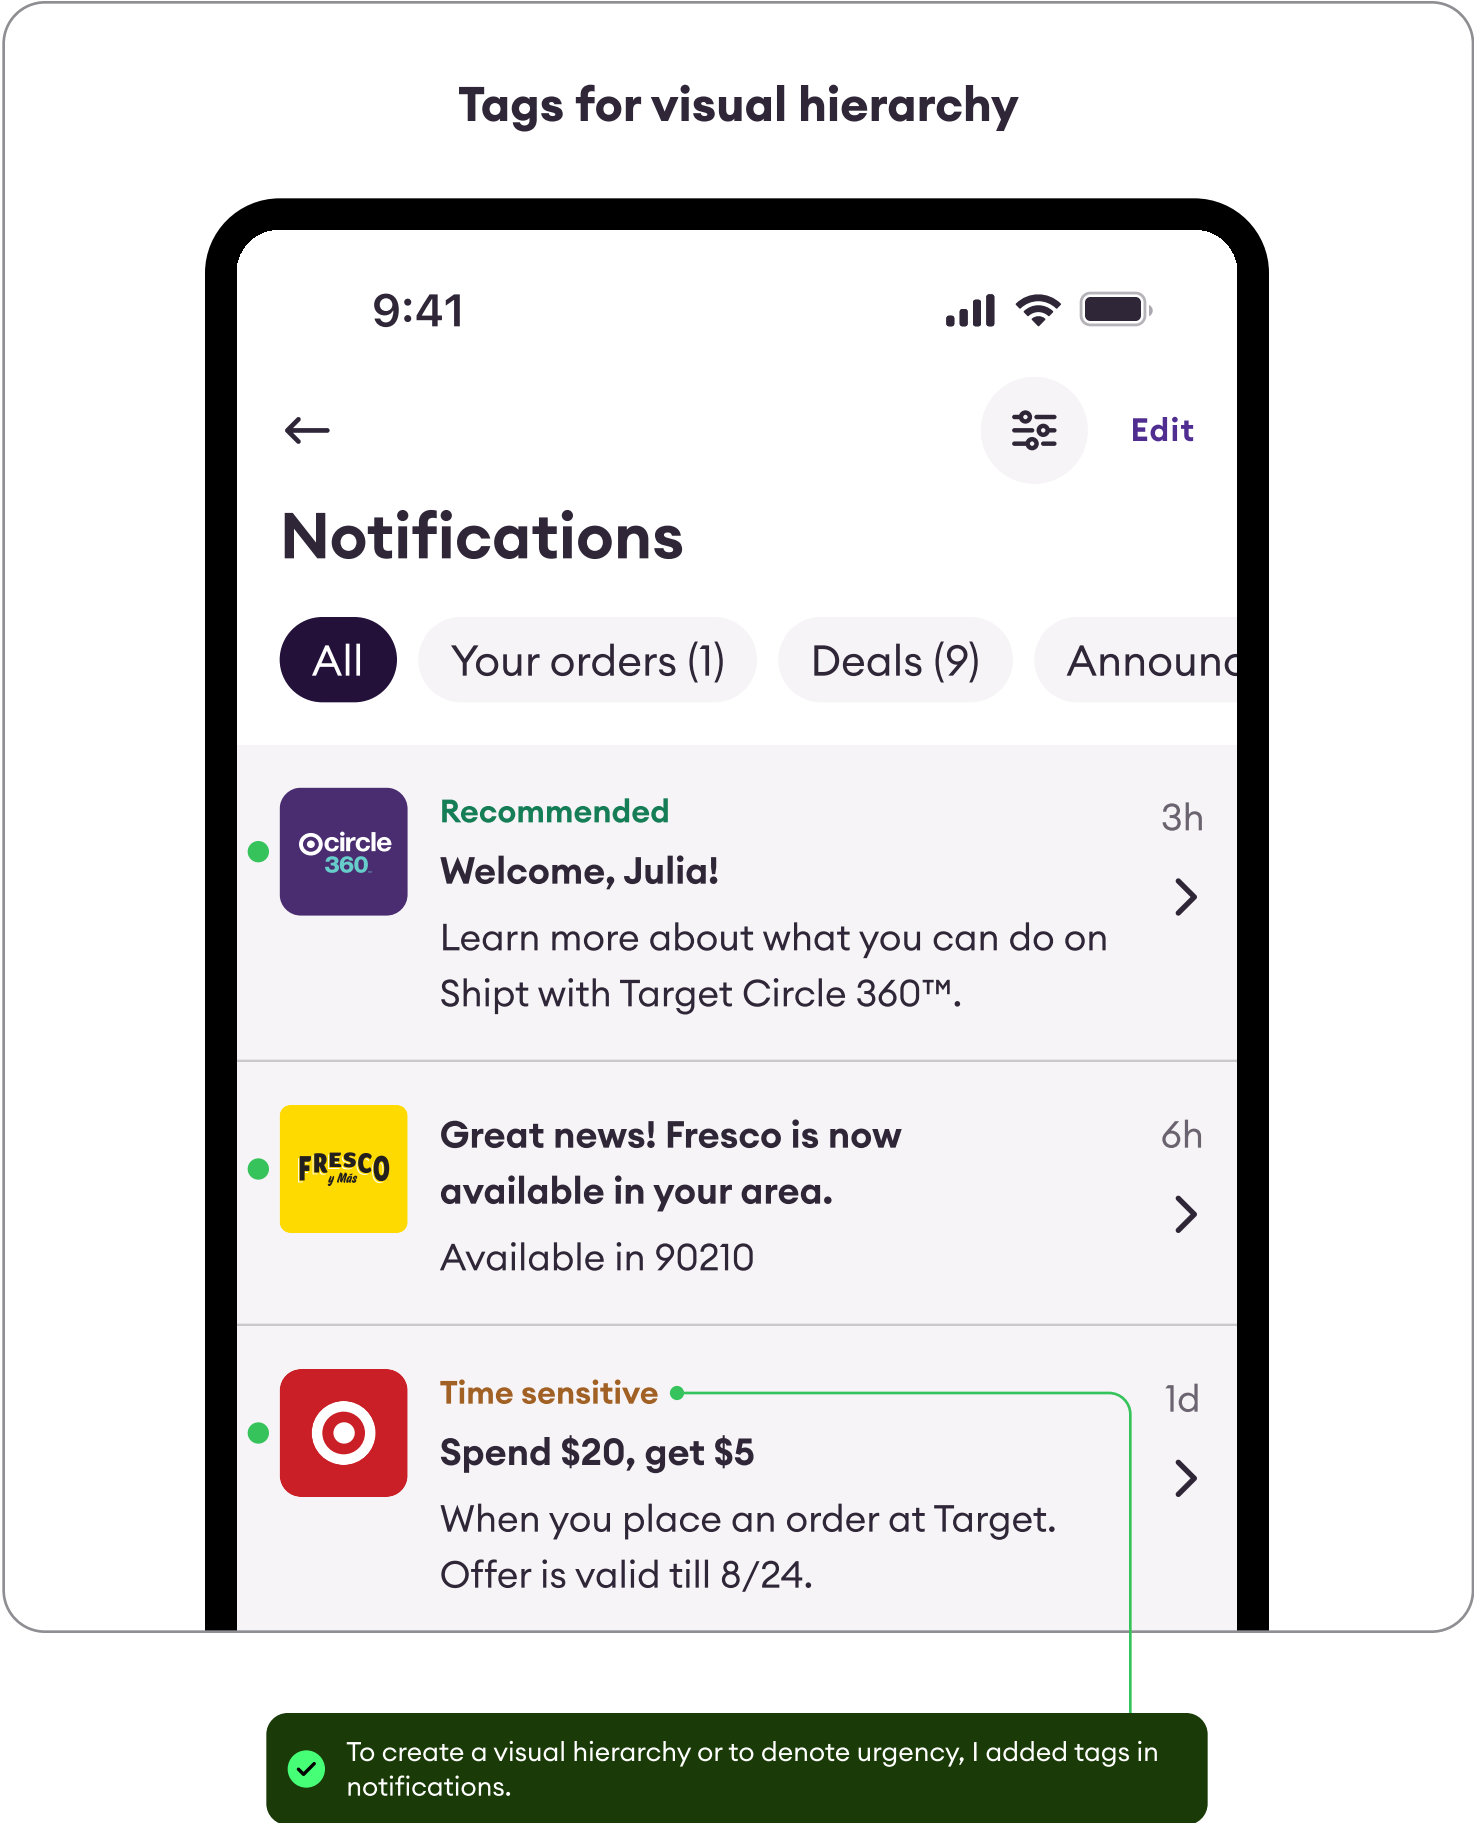 Tags for visual hierarchy
9:41
Edit
Notifications
All
Your orders (1)
Deals (9)
Announc
circle
360
Recommended
3h
Welcome, Julia!
Learn more about what you can do on
Shipt with Target Circle 360™.
FRESCO
y Más
Great news! Fresco is now
6h
available in your area.
Available in 90210
Time sensitive
1d
Spend $20, get $5
When you place an order at Target.
Offer is valid till 8/24.
To create a visual hierarchy or to denote urgency, I added tags in
notifications.